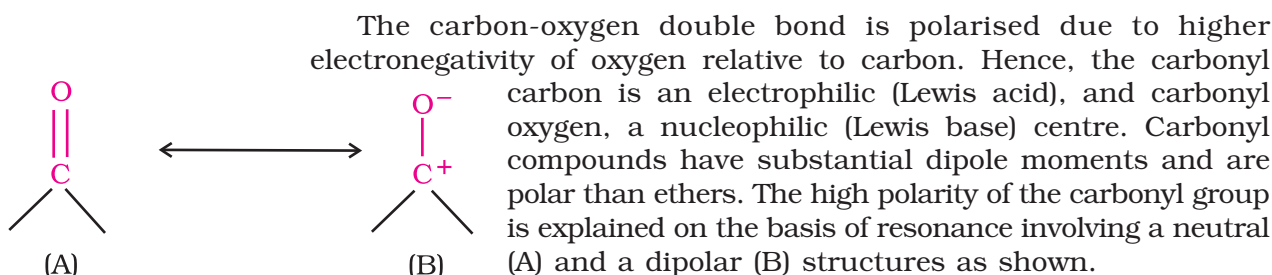 The carbon-oxygen double bond is polarised due to higher
electronegativity of oxygen relative to carbon. Hence, the carbonyl
carbon is an electrophilic (Lewis acid), and carbonyl
oxygen, a nucleophilic (Lewis base) centre. Carbonyl
compounds have substantial dipole moments and are
polar than ethers. The high polarity of the carbonyl group
is explained on the basis of resonance involving a neutral
(A) and a dipolar (B) structures as shown.
O
C
(A)
O−
C+
(B)